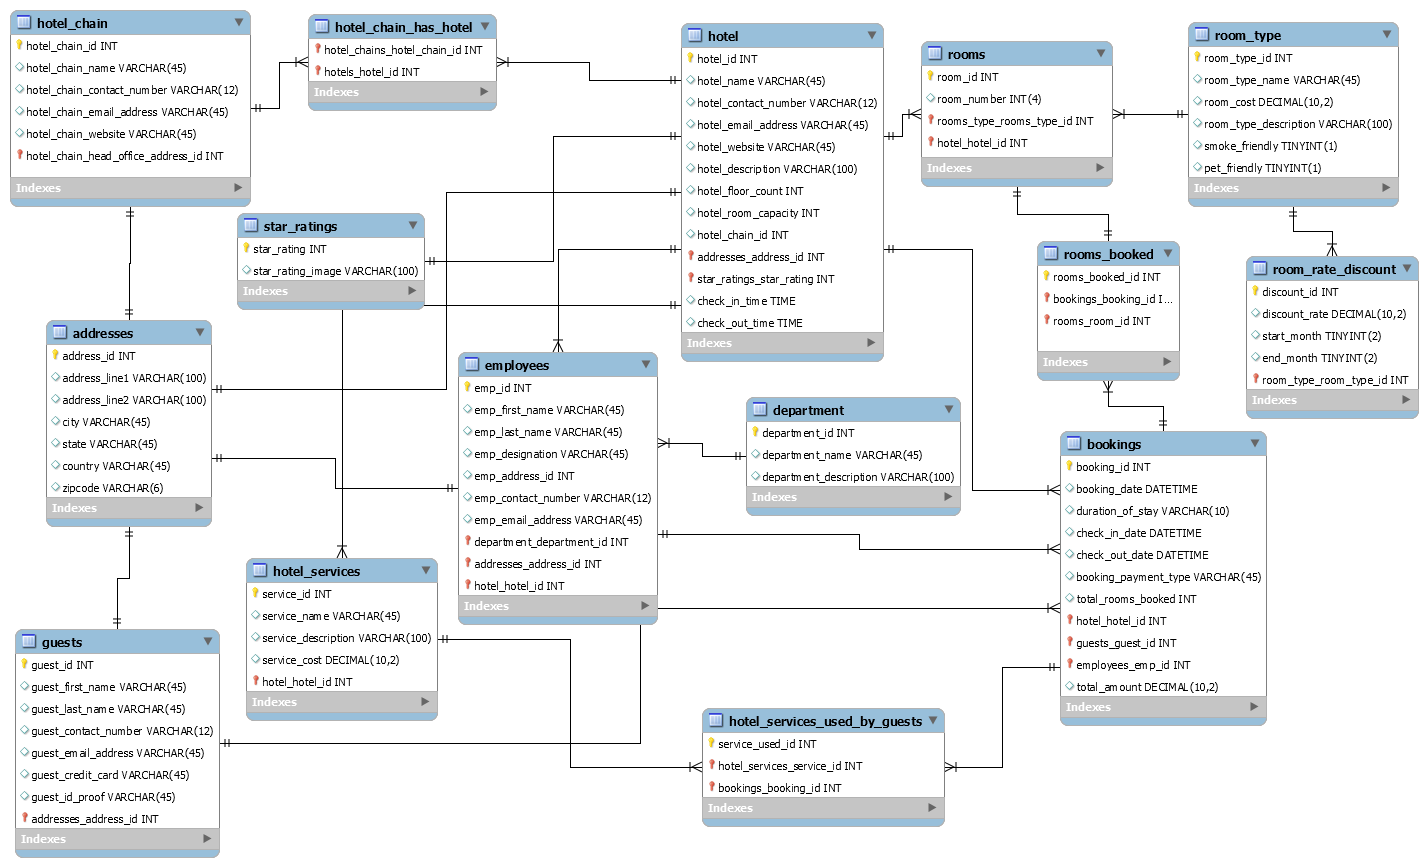 hotel_chain
hotel_chain_id INT
hotel_chain_name VARCHAR(45)
hotel_chain_contact_number VARCHAR(12)
hotel_chain_email_address VARCHAR(45)
hotel_chain_website VARCHAR(45)
hotel_chain_head_office_address_id INT
Indexes
hotel_chain_has_hotel
hotel_chains_hotel_chain_id INT
hotels_hotel_id INT
Indexes
hotel
hotel_id INT
hotel_name VARCHAR(45)
hotel_contact_number VARCHAR(12)
hotel_email_address VARCHAR(45)
hotel_website VARCHAR(45)
hotel_description VARCHAR(100)
hotel_floor_count INT
hotel_room_capacity INT
hotel_chain_id INT
addresses_address_id INT
star_ratings_star_rating INT
check_in_time TIME
check_out_time TIME
Indexes
rooms
room_id INT
room_number INT(4)
rooms_type_rooms_type_id INT
hotel_hotel_id INT
Indexes
room_type
room_type_id INT
room_type_name VARCHAR(45)
room_cost DECIMAL(10,2)
room_type_description VARCHAR(100)
smoke_friendly TINYINT(1)
pet_friendly TINYINT(1)
Indexes
star_ratings
star_rating INT
star_rating_image VARCHAR(100)
Indexes
rooms_booked
rooms_booked_id INT
bookings_booking_id I...
rooms_room_id INT
Indexes
room_rate_discount
discount_id INT
discount_rate DECIMAL(10,2)
start_month TINYINT(2)
end_month TINYINT(2)
room_type_room_type_id INT
Indexes
addresses
address_id INT
address_line1 VARCHAR(100)
address_line2 VARCHAR(100)
city VARCHAR(45)
state VARCHAR(45)
country VARCHAR(45)
zipcode VARCHAR(6)
Indexes
employees
emp_id INT
emp_first_name VARCHAR(45)
emp_last_name VARCHAR(45)
emp_designation VARCHAR(45)
emp_address_id INT
emp_contact_number VARCHAR(12)
emp_email_address VARCHAR(45)
department_department_id INT
addresses_address_id INT
hotel_hotel_id INT
Indexes
department
department_id INT
department_name VARCHAR(45)
department_description VARCHAR(100)
Indexes
bookings
booking_id INT
booking_date DATETIME
duration_of_stay VARCHAR(10)
check_in_date DATETIME
check_out_date DATETIME
booking_payment_type VARCHAR(45)
total_rooms_booked INT
hotel_hotel_id INT
guests_guest_id INT
employees_emp_id INT
total_amount DECIMAL(10,2)
Indexes
hotel_services
service_id INT
service_name VARCHAR(45)
service_description VARCHAR(100)
service_cost DECIMAL(10,2)
hotel_hotel_id INT
Indexes
guests
guest_id INT
guest_first_name VARCHAR(45)
guest_last_name VARCHAR(45)
guest_contact_number VARCHAR(12)
guest_email_address VARCHAR(45)
guest_credit_card VARCHAR(45)
guest_id_proof VARCHAR(45)
addresses_address_id INT
Indexes
hotel_services_used_by_guests
service_used_id INT
hotel_services_service_id INT
bookings_booking_id INT
Indexes